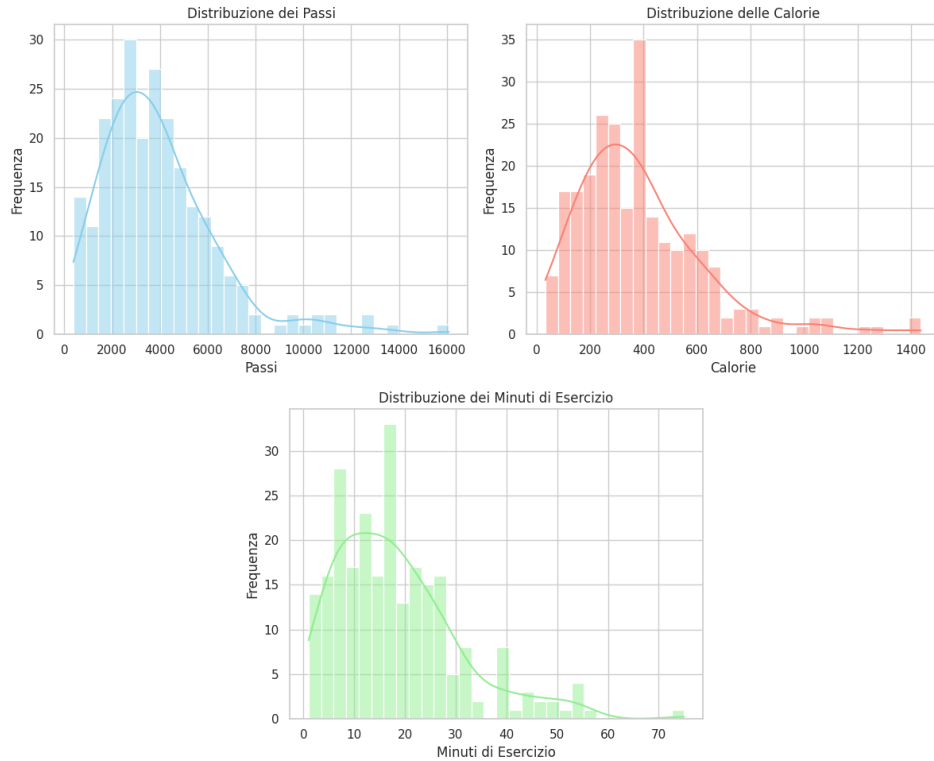 Distribuzione dei Passi
30
25
20
15
10
5
0
Frequenza
0 2000 4000 6000 8000 10000 12000 14000 16000
Passi
Distribuzione delle Calorie
35
30
25
20
15
10
5
0
Frequenza
0 200 400 600 800 1000 1200 1400
Calorie
Distribuzione dei Minuti di Esercizio
30
25
20
15
10
5
0
Frequenza
0 10 20 30 40 50 60 70
Minuti di Esercizio